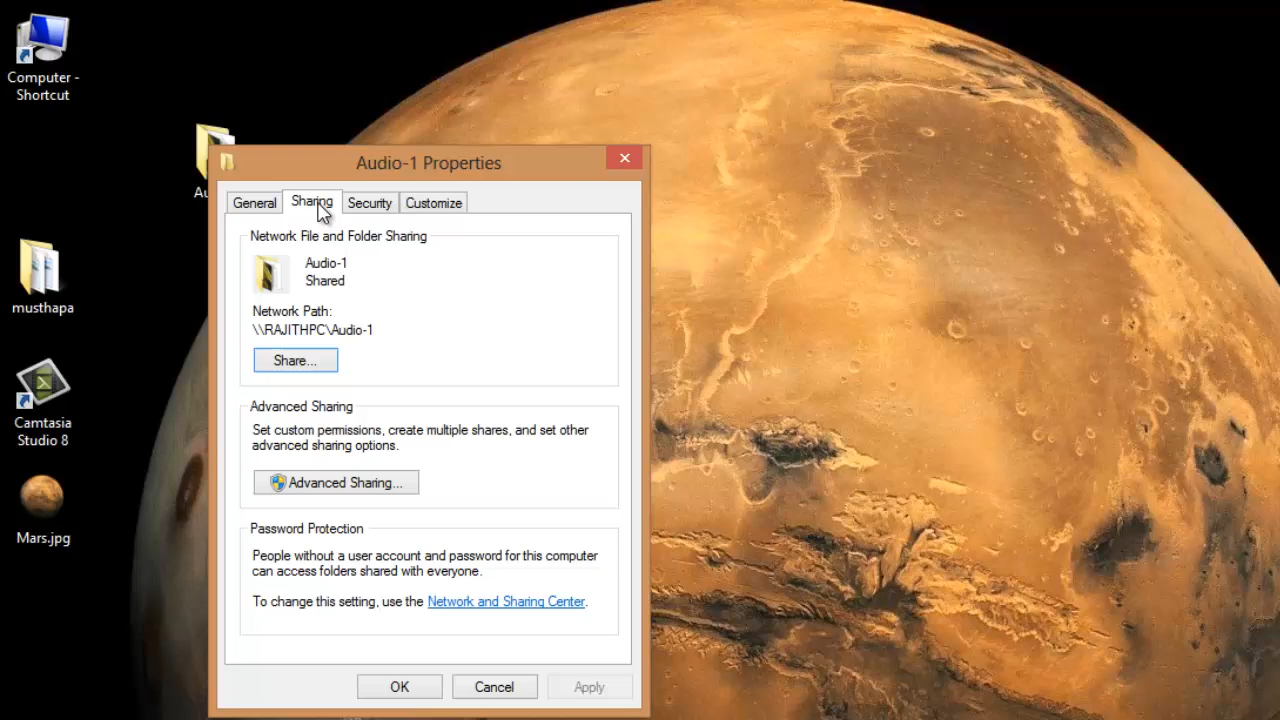 Computer -
Shortcut
musthapa
Camtasia
Studio 8
Mars.jpg
Audio-1 Properties
General
Sharing
Security
Customize
Network File and Folder Sharing
Audio-1
Shared
Network Path:
\\RAJITHPC\Audio-1
Share...
Advanced Sharing
Set custom permissions, create multiple shares, and set other
advanced sharing options.
Advanced Sharing...
Password Protection
People without a user account and password for this computer
can access folders shared with everyone.
To change this setting, use the Network and Sharing Center.
OK
Cancel
Apply